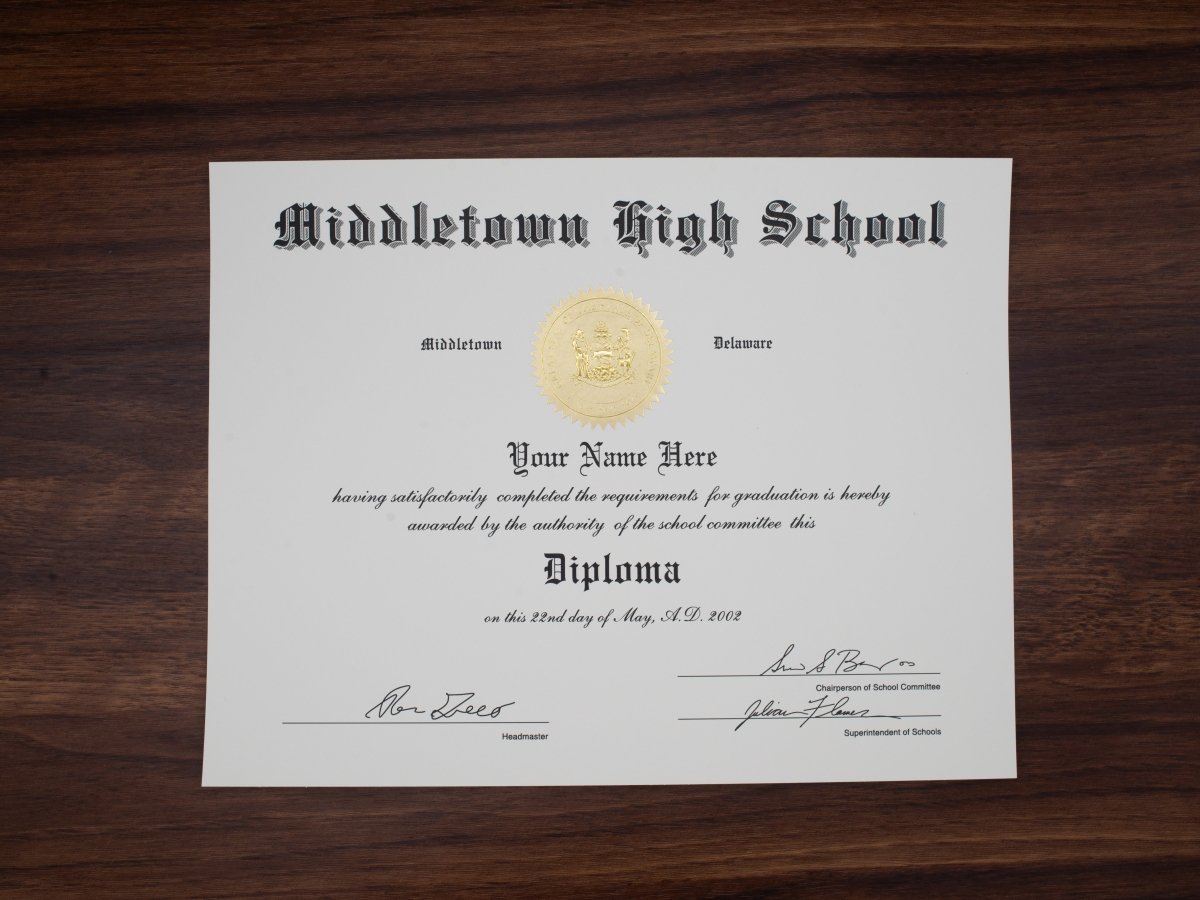 Middletown High School
Middletown Delaware
Your Name Here
having satisfactorily completed the requirements for graduation is hereby
awarded by the authority of the school committee this
Diploma
on this 22nd day of May, A.D. 2002
Chairperson of School Committee
Headmaster
Superintendent of Schools